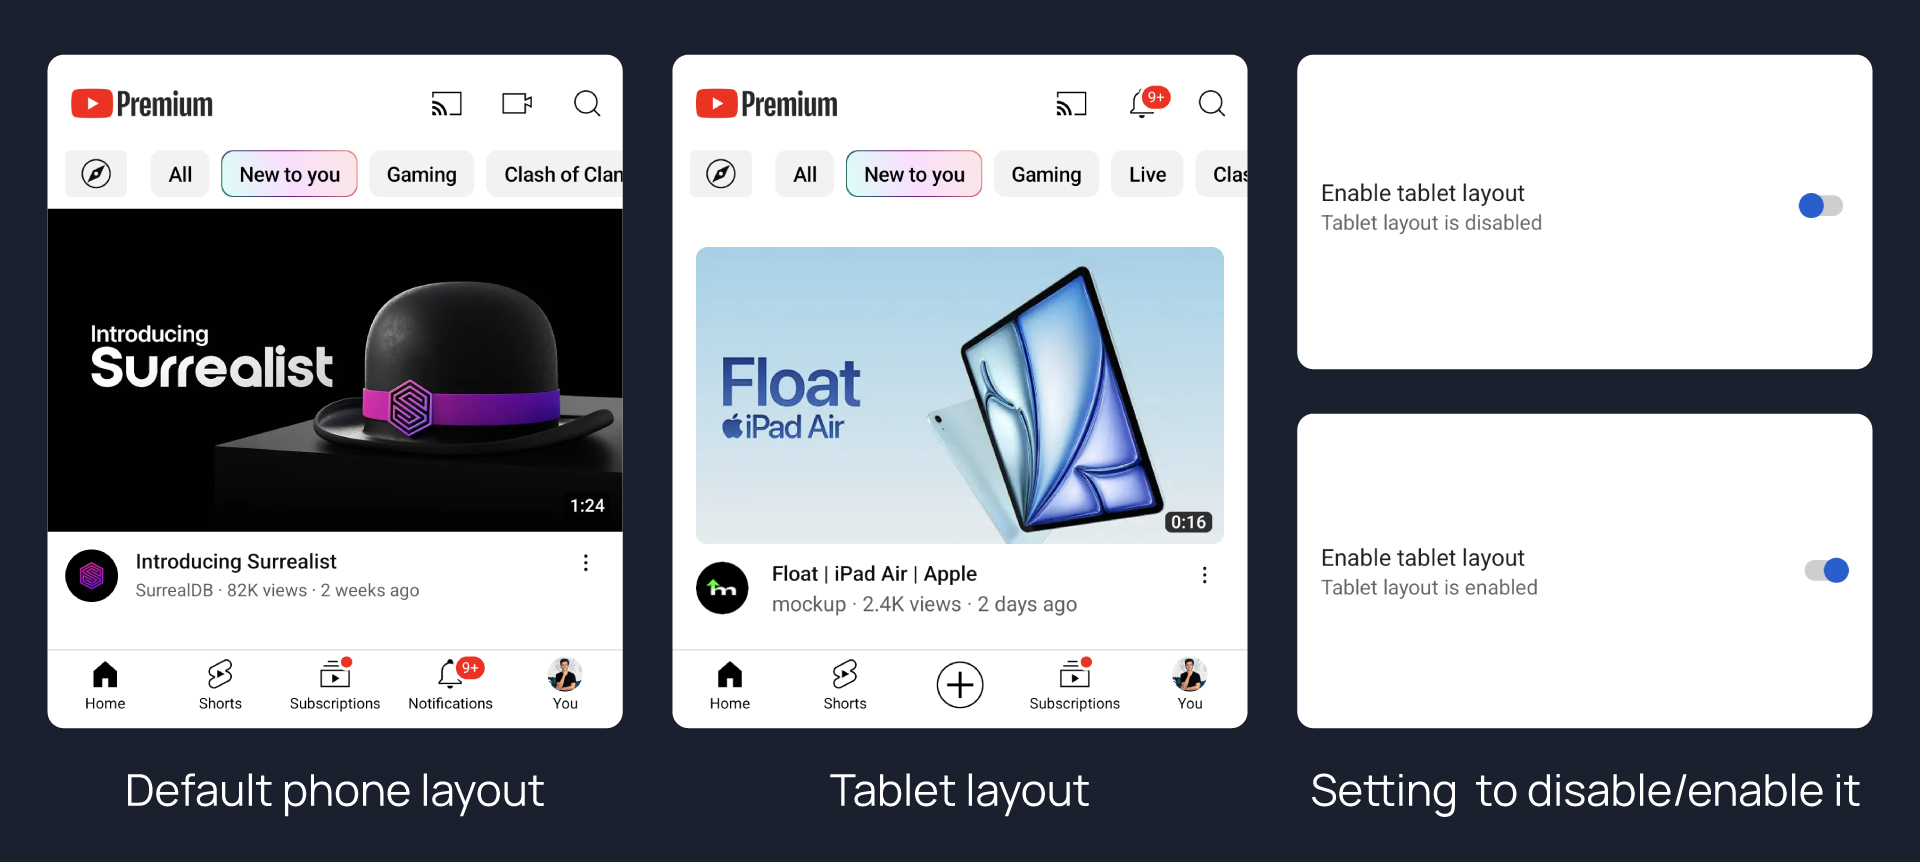 Premium
All
New to you
Gaming
Clash of Clan
Introducing
Surrealist
1:24
Introducing Surrealist
SurrealDB · 82K views · 2 weeks ago
9+
Home
Shorts
Subscriptions
Notifications
You
Default phone layout
Premium
9+
All
New to you
Gaming
Live
Clas
Float
iPad Air
0:16
m
Float | iPad Air | Apple
mockup · 2.4K views · 2 days ago
Home
Shorts
Subscriptions
You
Tablet layout
Enable tablet layout
Tablet layout is disabled
Enable tablet layout
Tablet layout is enabled
Setting to disable/enable it